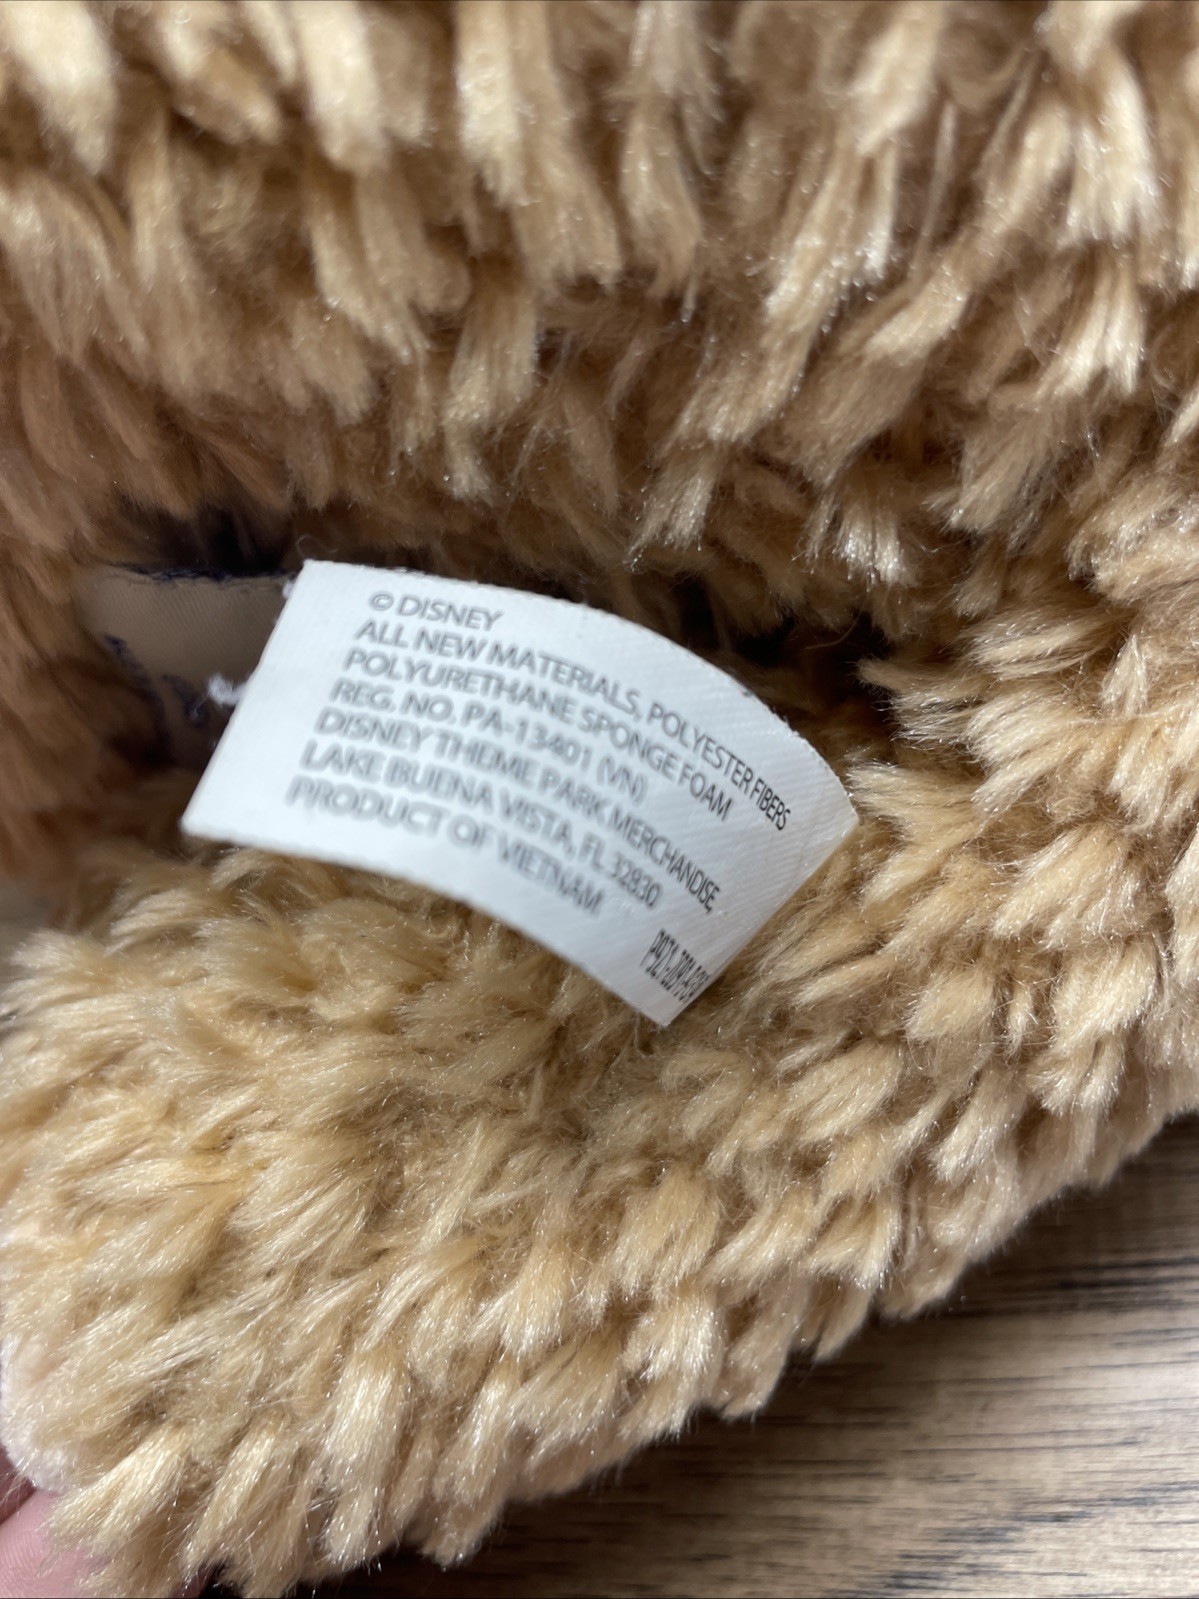 © DISNEY
ALL NEW MATERIALS, POLYESTER FIBERS
POLYURETHANE SPONGE FOAM
REG. NO. PA-13401 (VN)
DISNEY THEME PARK MERCHANDISE,
LAKE BUENA VISTA, FL 32830
PRODUCT OF VIETNAM